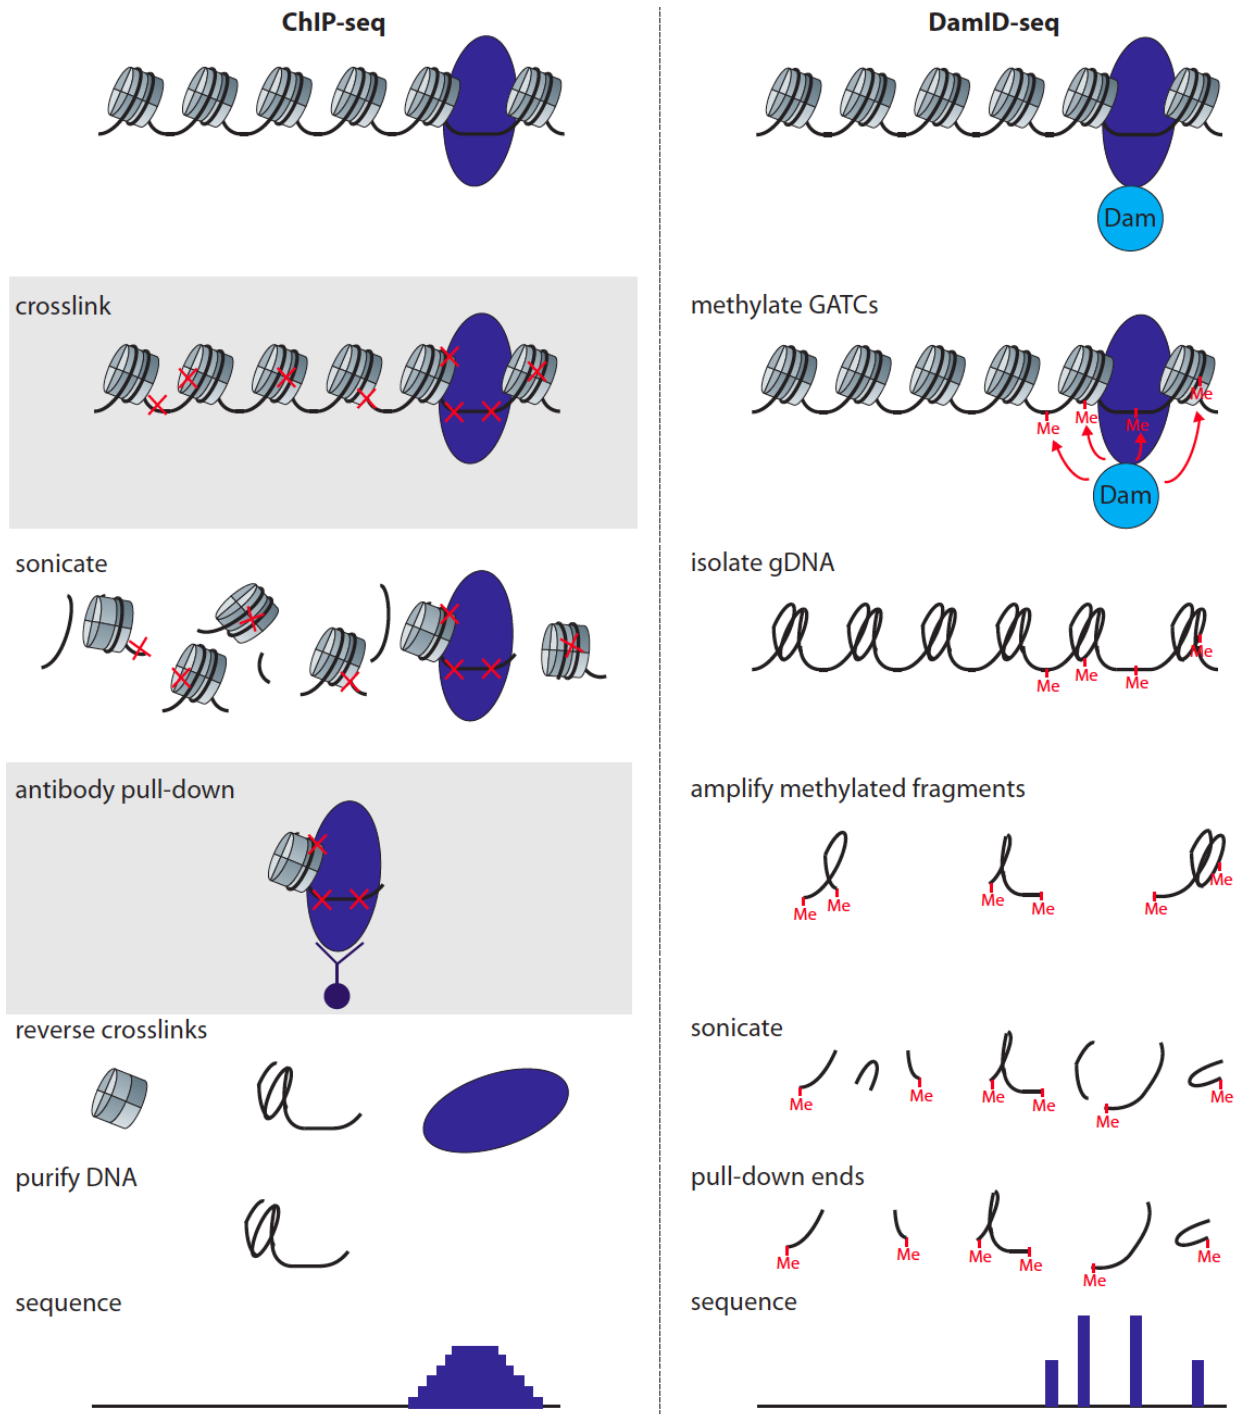 ChIP-seq
crosslink
sonicate
antibody pull-down
reverse crosslinks
purify DNA
sequence
DamID-seq
Dam
methylate GATCs
Me
Me
Me
Me
Dam
isolate gDNA
Me
Me
Me
Me
amplify methylated fragments
Me
Me
Me
Me
Me
Me
sonicate
Me
Me
Me
Me
Me
Me
pull-down ends
Me
Me
Me
Me
Me
Me
sequence